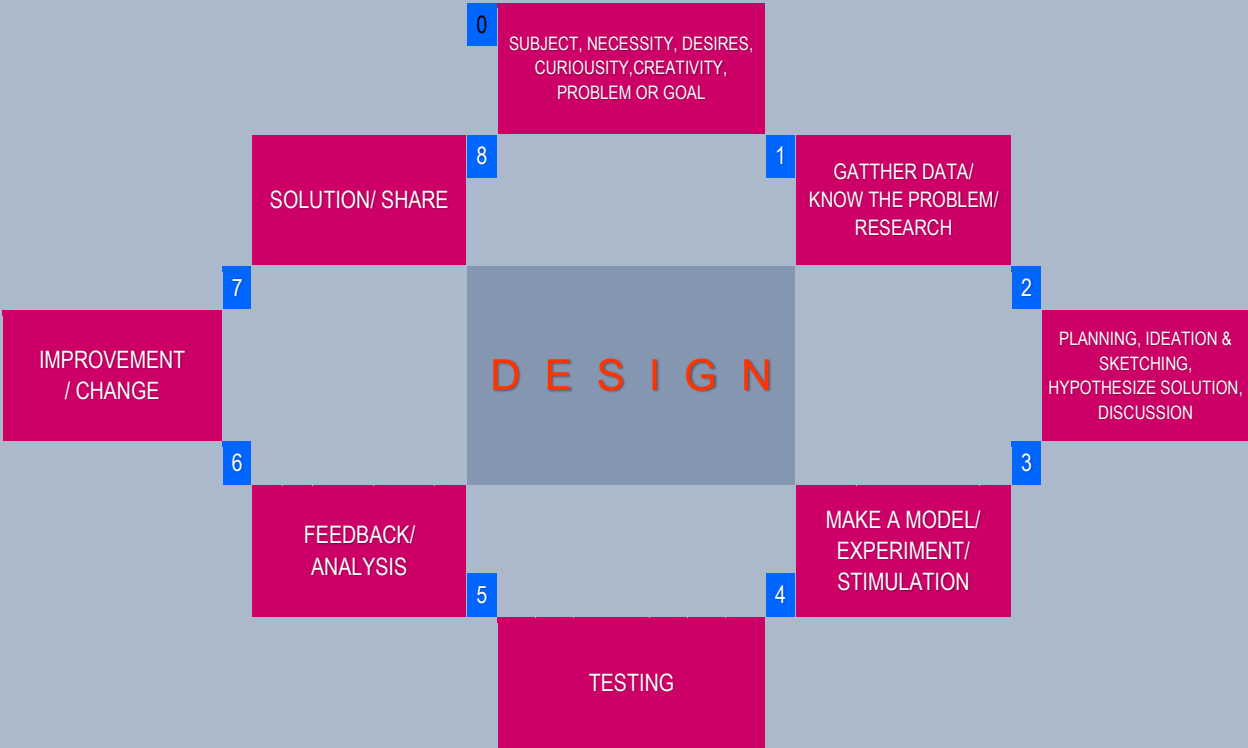 0
SUBJECT, NECESSITY, DESIRES,
CURIOUSITY,CREATIVITY,
PROBLEM OR GOAL
1
GATTHER DATA/
KNOW THE PROBLEM/
RESEARCH
2
PLANNING, IDEATION &
SKETCHING,
HYPOTHESIZE SOLUTION,
DISCUSSION
3
MAKE A MODEL/
EXPERIMENT/
STIMULATION
4
TESTING
5
FEEDBACK/
ANALYSIS
6
IMPROVEMENT
/ CHANGE
7
SOLUTION/ SHARE
8
D E S I G N